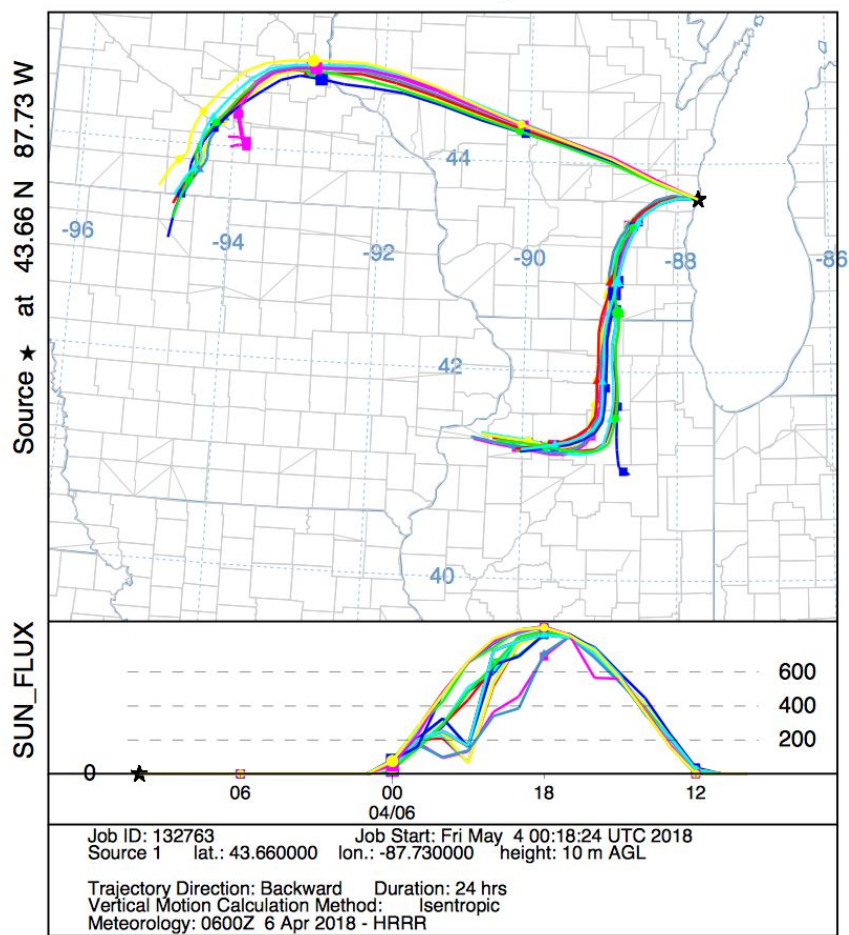 Source ★ at 43.66 N 87.73 W
44
-96
-94
-92
-90
-88
-86
42
40
SUN_FLUX
600
400
200
0
06 00 18 12
04/06
Job ID: 132763 Job Start: Fri May 4 00:18:24 UTC 2018
Source 1 lat.: 43.660000 lon.: -87.730000 height: 10 m AGL
Trajectory Direction: Backward Duration: 24 hrs
Vertical Motion Calculation Method: Isentropic
Meteorology: 0600Z 6 Apr 2018 - HRRR